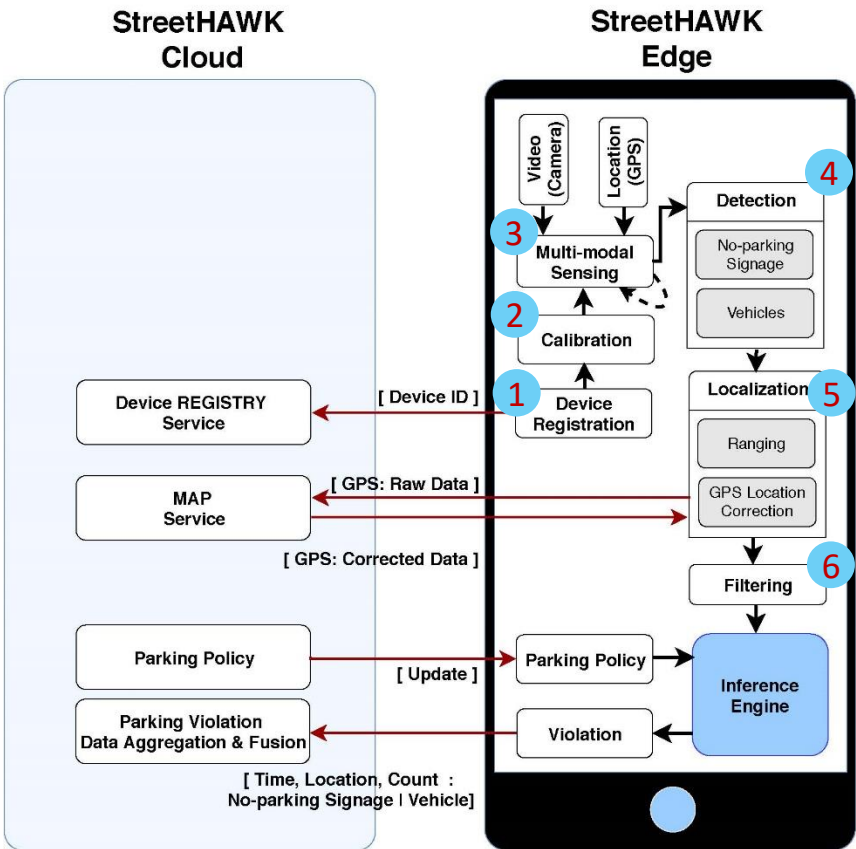 StreetHAWK
Cloud
StreetHAWK
Edge
Video
(Camera)
Location
(GPS)
4
Detection
No-parking
Signage
Vehicles
3
Multi-modal
Sensing
2
Calibration
1
Device
Registration
[ Device ID ]
Device REGISTRY
Service
Localization
5
Ranging
GPS Location
Correction
[ GPS: Raw Data ]
MAP
Service
[ GPS: Corrected Data ]
6
Filtering
Parking Policy
[ Update ]
Parking Policy
Inference
Engine
Parking Violation
Data Aggregation & Fusion
Violation
[ Time, Location, Count :
No-parking Signage | Vehicle]